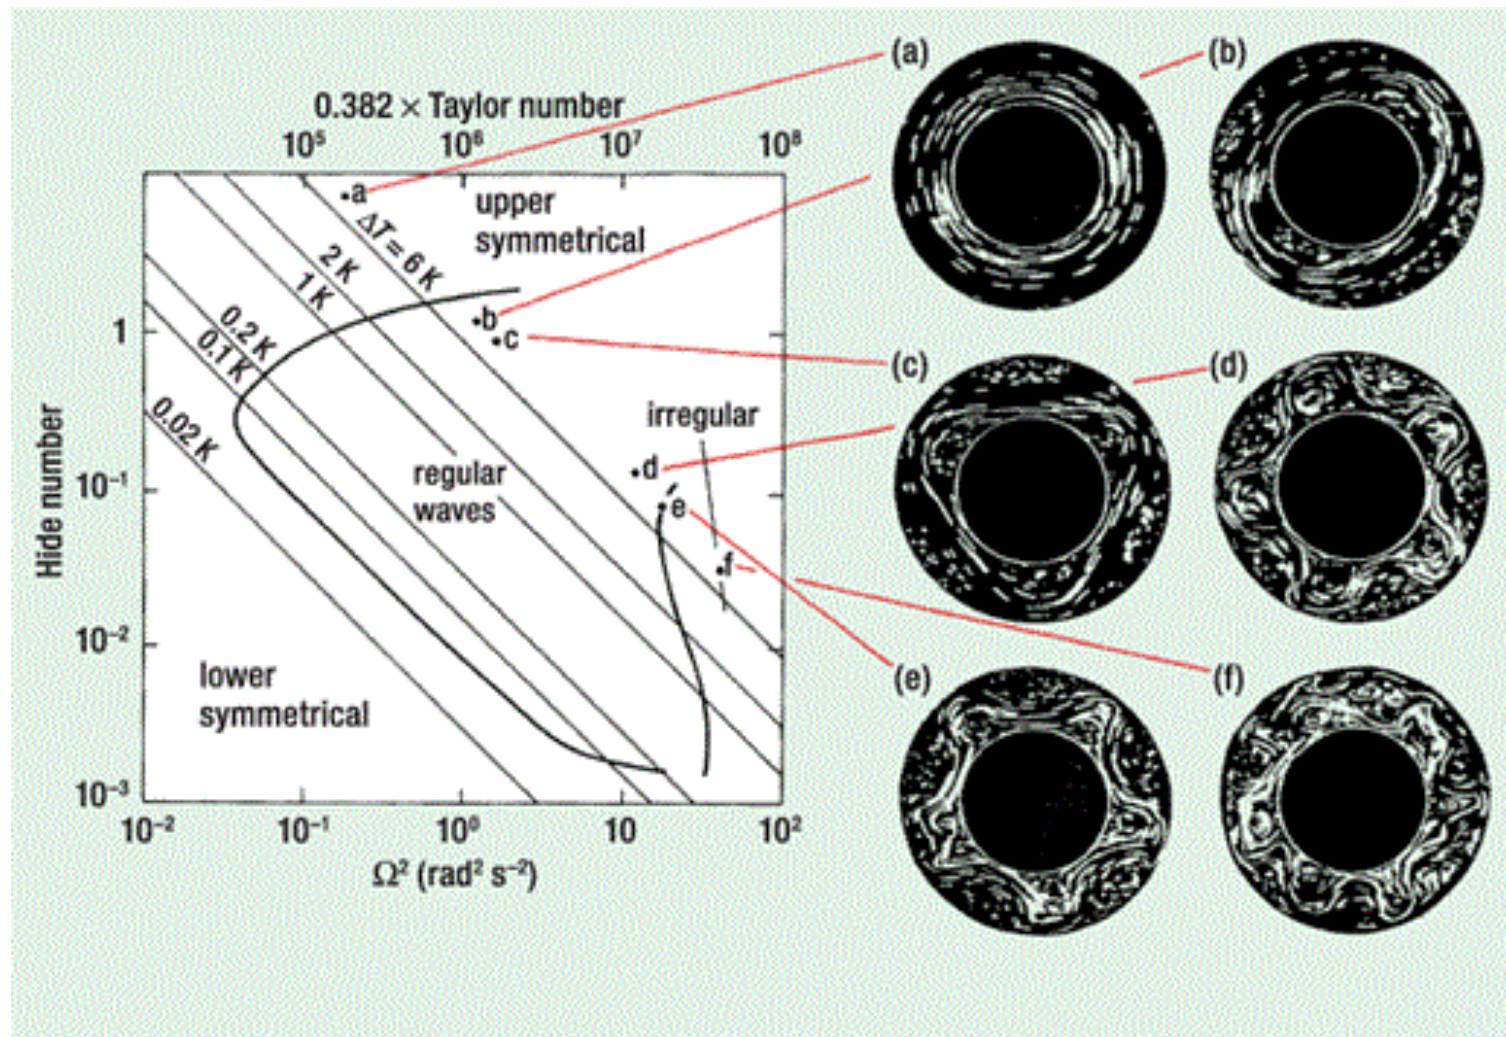 0.382 × Taylor number
10⁵ 10⁶ 10⁷ 10⁸
a
upper
symmetrical
ΔT = 6 K
2 K
1 K
0.2 K
0.1 K
0.02 K
b
c
irregular
d
regular
waves
e
f
lower
symmetrical
Hide number
1
10⁻¹
10⁻²
10⁻³
10⁻² 10⁻¹ 10⁰ 10 10²
Ω² (rad² s⁻²)
(a) (b)
(c) (d)
(e) (f)